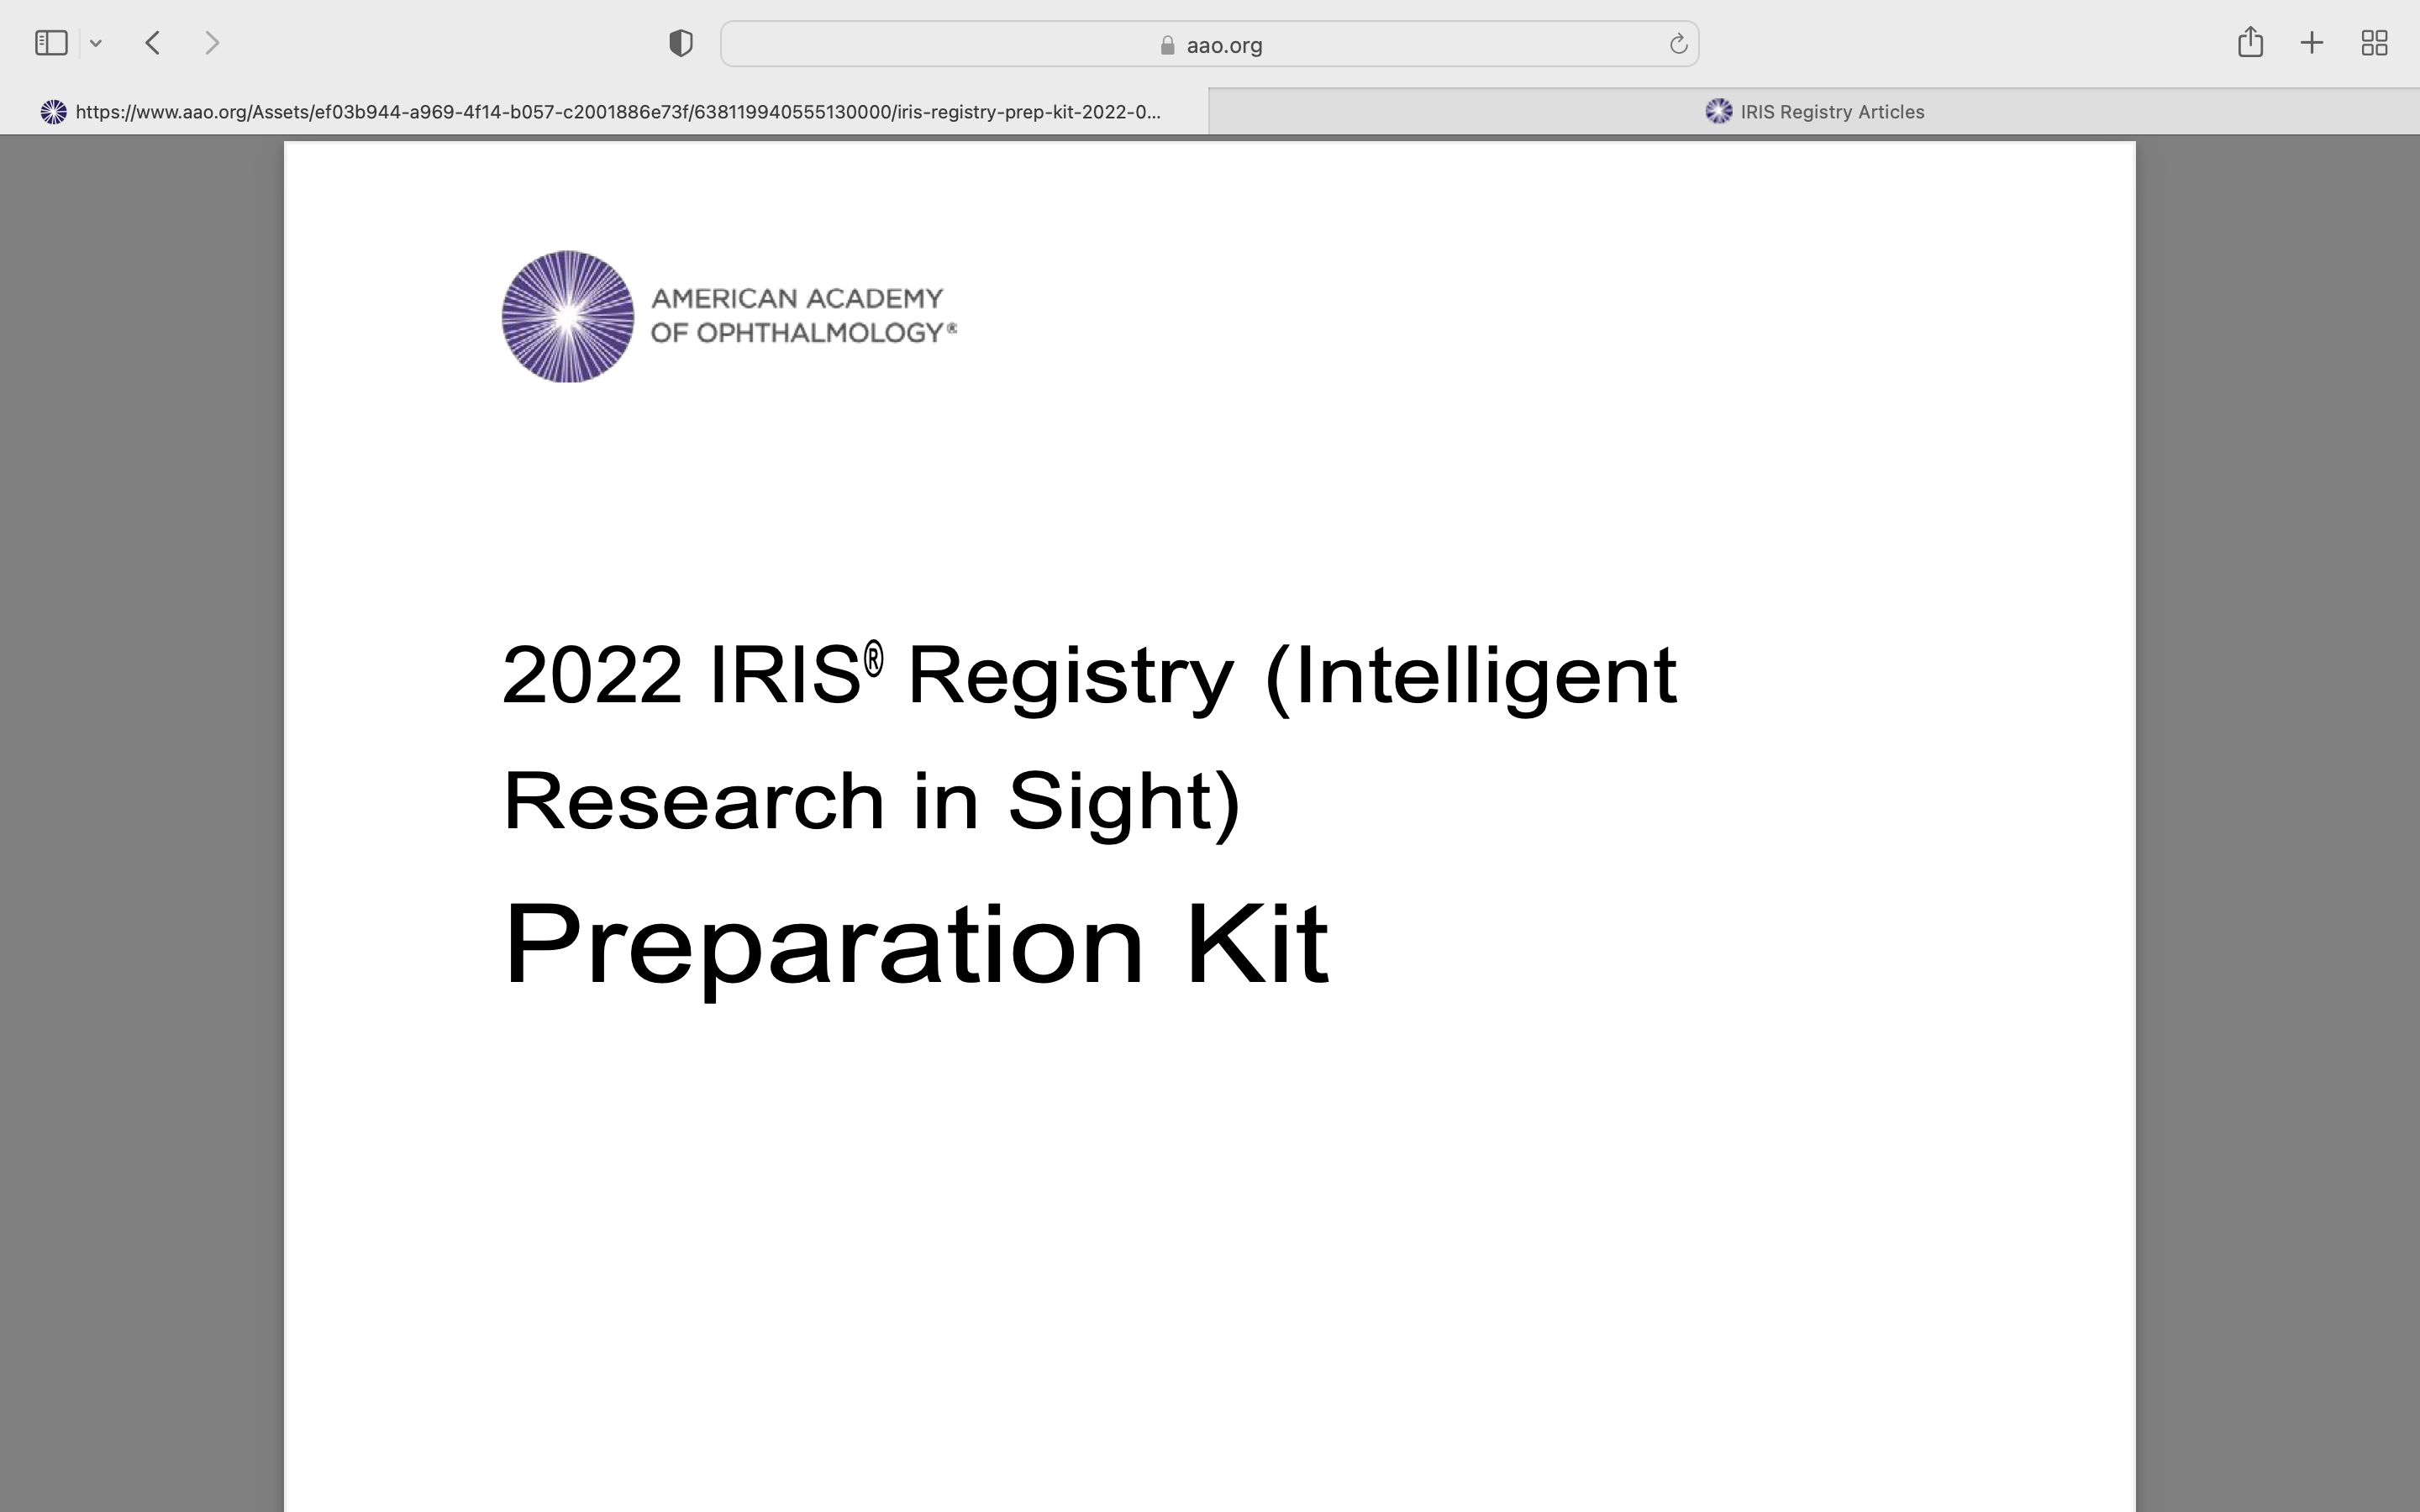 aao.org
https://www.aao.org/Assets/ef03b944-a969-4f14-b057-c2001886e73f/638119940555130000/iris-registry-prep-kit-2022-0...
IRIS Registry Articles
AMERICAN ACADEMY
OF OPHTHALMOLOGY®
2022 IRIS® Registry (Intelligent
Research in Sight)
Preparation Kit